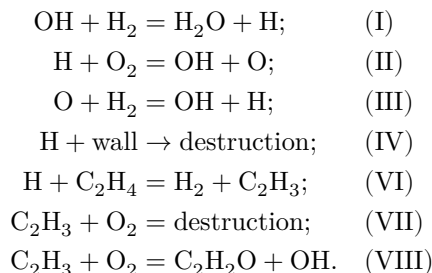 OH + H₂ = H₂O + H; (I)
H + O₂ = OH + O; (II)
O + H₂ = OH + H; (III)
H + wall → destruction; (IV)
H + C₂H₄ = H₂ + C₂H₃; (VI)
C₂H₃ + O₂ = destruction; (VII)
C₂H₃ + O₂ = C₂H₂O + OH. (VIII)